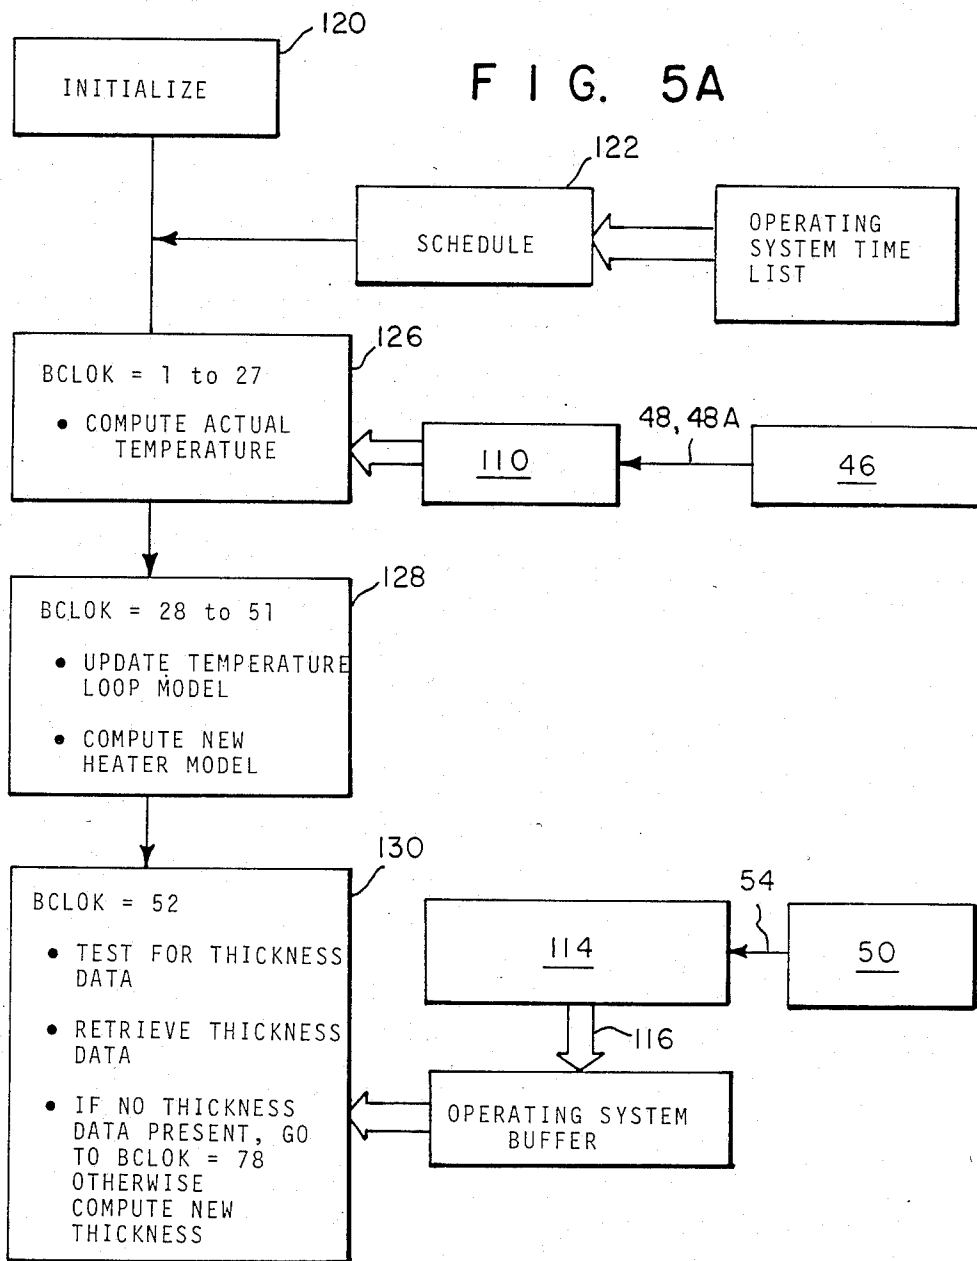 120
INITIALIZE
F I G. 5A
122
SCHEDULE
OPERATING
SYSTEM TIME
LIST
126
BCLOK = 1 to 27
• COMPUTE ACTUAL
TEMPERATURE
110
48, 48A
46
128
BCLOK = 28 to 51
• UPDATE TEMPERATURE
LOOP MODEL
• COMPUTE NEW
HEATER MODEL
130
BCLOK = 52
• TEST FOR THICKNESS
DATA
• RETRIEVE THICKNESS
DATA
• IF NO THICKNESS
DATA PRESENT, GO
TO BCLOK = 78
OTHERWISE
COMPUTE NEW
THICKNESS
114
54
50
116
OPERATING SYSTEM
BUFFER